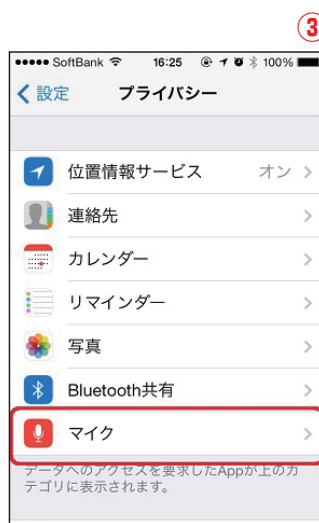 ③
SoftBank 16:25 100%
設定 プライバシー
位置情報サービス オン
連絡先
カレンダー
リマインダー
写真
Bluetooth共有
マイク
データへのアクセスを要求したAppが上のカ
テゴリに表示されます。